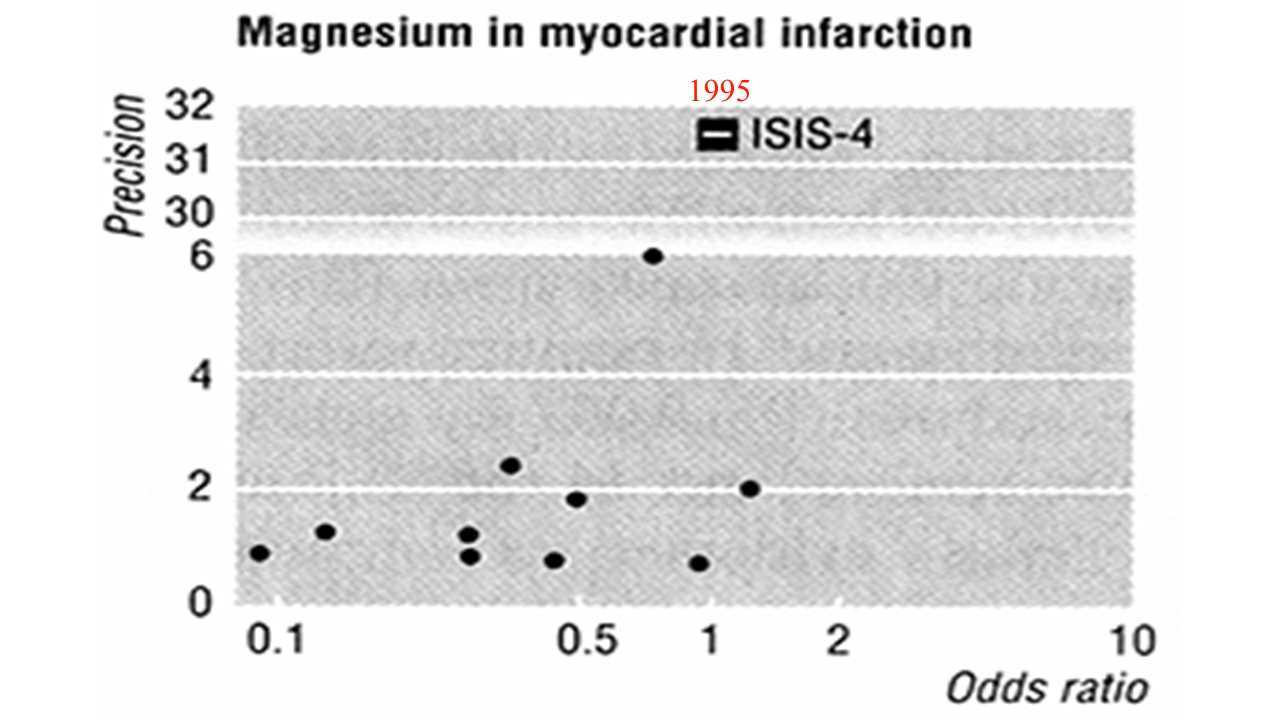 Magnesium in myocardial infarction
1995
Precision
32
31
30
6
4
2
0
ISIS-4
0.1 0.5 1 2 10
Odds ratio